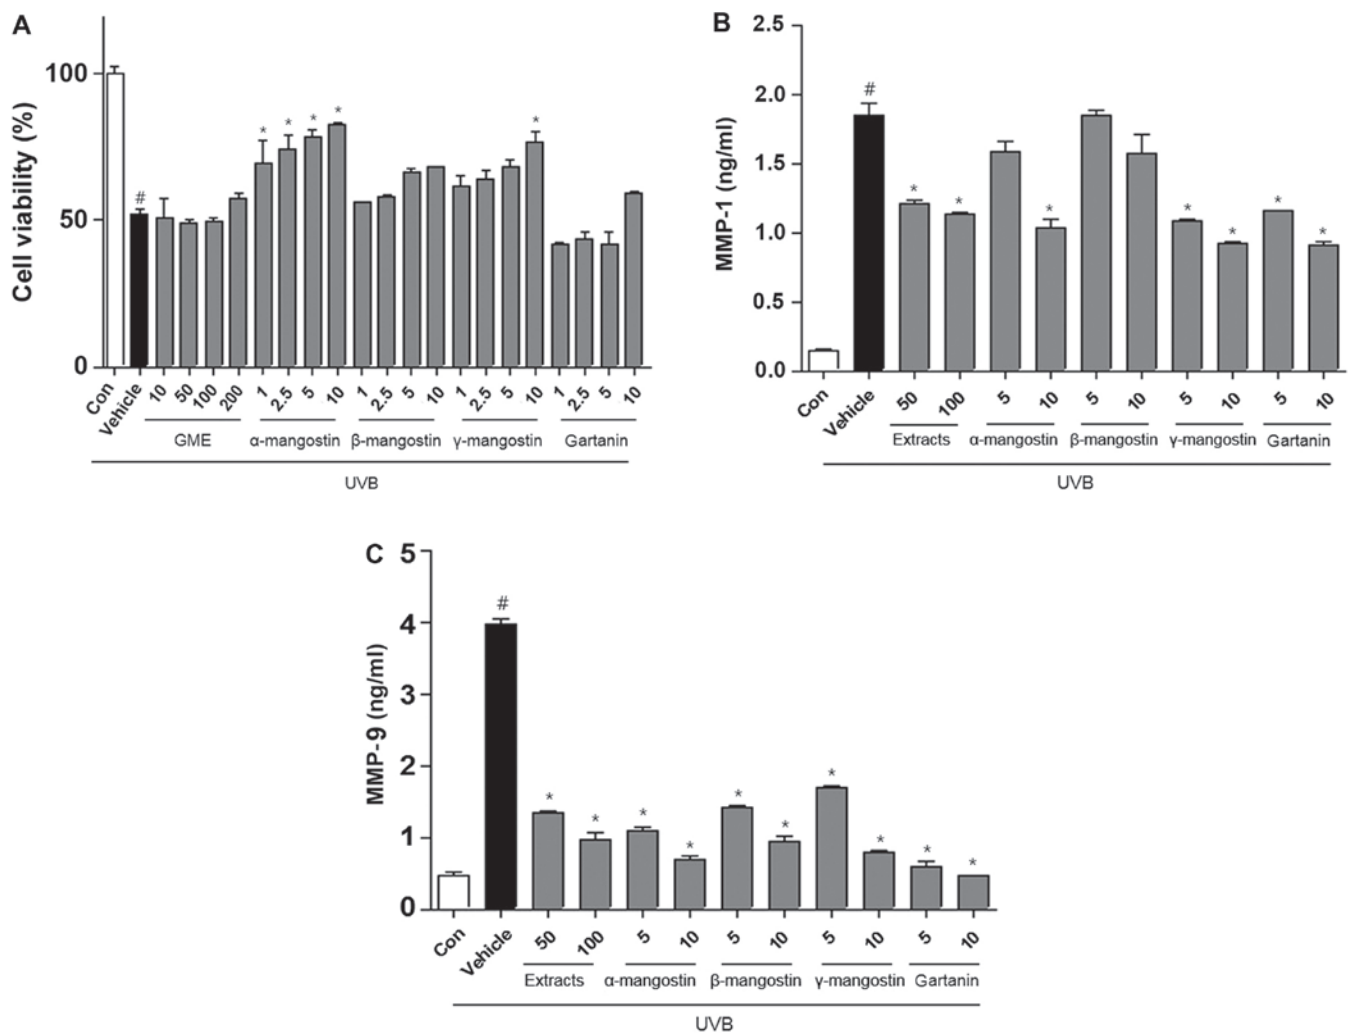 A
Cell viability (%)
100
50
0
#
* * * *
*
Con Vehicle 10 50 100 200 1 2.5 5 10 1 2.5 5 10 1 2.5 5 10 1 2.5 5 10
GME α-mangostin β-mangostin γ-mangostin Gartanin
UVB
B
MMP-1 (ng/ml)
2.5
2.0
1.5
1.0
0.5
0.0
#
* * * * * * *
Con Vehicle 50 100 5 10 5 10 5 10 5 10
Extracts α-mangostin β-mangostin γ-mangostin Gartanin
UVB
C
MMP-9 (ng/ml)
5
4
3
2
1
0
#
* * * * * * * * * *
Con Vehicle 50 100 5 10 5 10 5 10 5 10
Extracts α-mangostin β-mangostin γ-mangostin Gartanin
UVB